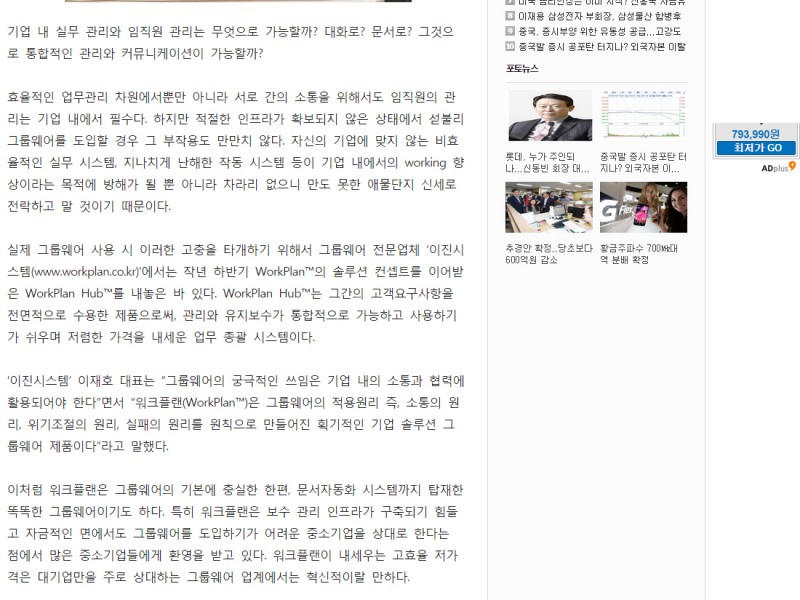 기업 내 실무 관리와 임직원 관리는 무엇으로 가능할까? 대화로? 문서로? 그것으
로 통합적인 관리와 커뮤니케이션이 가능할까?
효율적인 업무관리 차원에서뿐만 아니라 서로 간의 소통을 위해서도 임직원의 관
리는 기업 내에서 필수다. 하지만 적절한 인프라가 확보되지 않은 상태에서 섣불리
그룹웨어를 도입할 경우 그 부작용도 만만치 않다. 자신의 기업에 맞지 않는 비효
율적인 실무 시스템, 지나치게 난해한 작동 시스템 등이 기업 내에서의 working 향
상이라는 목적에 방해가 될 뿐 아니라 차라리 없으니 만도 못한 애물단지 신세로
전락하고 말 것이기 때문이다.
실제 그룹웨어 사용 시 이러한 고충을 타개하기 위해서 그룹웨어 전문업체 '이진시
스템(www.workplan.co.kr)'에서는 작년 하반기 WorkPlan™의 솔루션 컨셉트를 이어받
은 WorkPlan Hub™를 내놓은 바 있다. WorkPlan Hub™는 그간의 고객요구사항을
전면적으로 수용한 제품으로써, 관리와 유지보수가 통합적으로 가능하고 사용하기
가 쉬우며 저렴한 가격을 내세운 업무 총괄 시스템이다.
'이진시스템' 이재호 대표는 "그룹웨어의 궁극적인 쓰임은 기업 내의 소통과 협력에
활용되어야 한다"면서 "워크플랜(WorkPlan™)은 그룹웨어의 적용원리 즉, 소통의 원
리, 위기조절의 원리, 실패의 원리를 원칙으로 만들어진 획기적인 기업 솔루션 그
룹웨어 제품이다"라고 말했다.
이처럼 워크플랜은 그룹웨어의 기본에 충실한 한편, 문서자동화 시스템까지 탑재한
똑똑한 그룹웨어이기도 하다. 특히 워크플랜은 보수 관리 인프라가 구축되기 힘들
고 자금적인 면에서도 그룹웨어를 도입하기가 어려운 중소기업을 상대로 한다는
점에서 많은 중소기업들에게 환영을 받고 있다. 워크플랜이 내세우는 고효율 저가
격은 대기업만을 주로 상대하는 그룹웨어 업계에서는 혁신적이랄 만하다.
8 이재용 삼성전자 부회장, 삼성물산 합병후
9 중국, 증시부양 위한 유동성 공급…고강도
10 중국발 증시 공포탄 터지나? 외국자본 이탈
포토뉴스
롯데, 누가 주인되
나…신동빈 회장 대…
중국발 증시 공포탄 터
지나? 외국자본 이…
추경안 확정..당초보다
600억원 감소
황금주파수 700㎒대
역 분배 확정
G Flex
793,990원
최저가 GO
ADplus